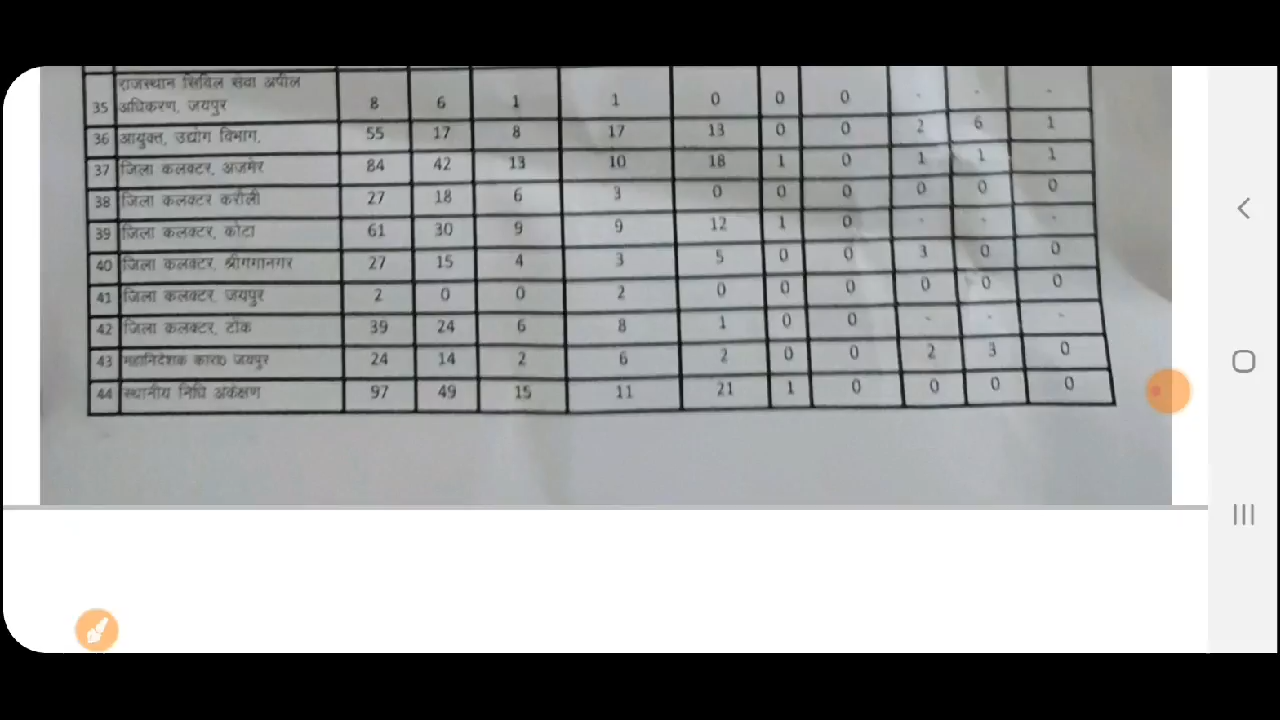 राजस्थान सिविल सेवा अपील
35 अधिकरण, जयपुर 8 6 1 1 0 0 0 - - -
36 आयुक्त, उद्योग विभाग, 55 17 8 17 13 0 0 2 6 1
37 जिला कलक्टर, अजमेर 84 42 13 10 18 1 0 1 1 1
38 जिला कलक्टर करौली 27 18 6 3 0 0 0 0 0 0
39 जिला कलक्टर, कोटा 61 30 9 9 12 1 0 - - -
40 जिला कलक्टर, श्रीगंगानगर 27 15 4 3 5 0 0 3 0 0
41 जिला कलक्टर, जयपुर 2 0 0 2 0 0 0 0 0 0
42 जिला कलक्टर, टोंक 39 24 6 8 1 0 0 - - -
43 महानिदेशक कारा0 जयपुर 24 14 2 6 2 0 0 2 3 0
44 स्थानीय निधि अंकेक्षण 97 49 15 11 21 1 0 0 0 0